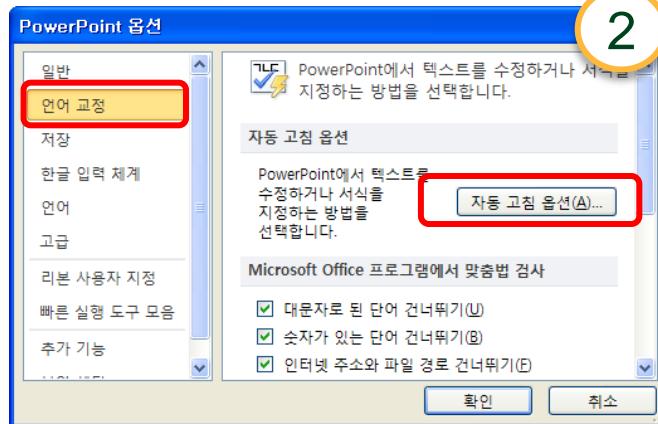 PowerPoint 옵션
2
일반
언어 교정
저장
한글 입력 체계
언어
고급
리본 사용자 지정
빠른 실행 도구 모음
추가 기능
PowerPoint에서 텍스트를 수정하거나 서식을
지정하는 방법을 선택합니다.
자동 고침 옵션
PowerPoint에서 텍스트를
수정하거나 서식을
지정하는 방법을
선택합니다.
자동 고침 옵션(A)...
Microsoft Office 프로그램에서 맞춤법 검사
대문자로 된 단어 건너뛰기(U)
숫자가 있는 단어 건너뛰기(B)
인터넷 주소와 파일 경로 건너뛰기(F)
확인
취소